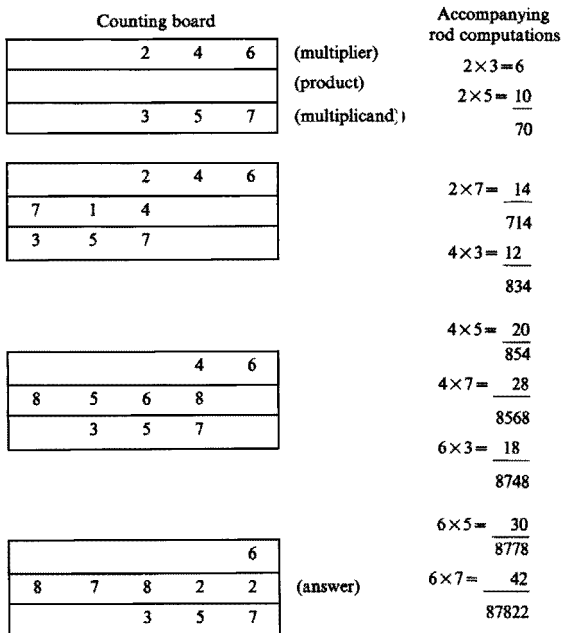 Counting board
2 4 6 (multiplier)
(product)
3 5 7 (multiplicand)
2 4 6
7 1 4
3 5 7
4 6
8 5 6 8
3 5 7
6
8 7 8 2 2 (answer)
3 5 7
Accompanying
rod computations
2×3=6
2×5= 10
70
2×7= 14
714
4×3= 12
834
4×5= 20
854
4×7= 28
8568
6×3= 18
8748
6×5= 30
8778
6×7= 42
87822